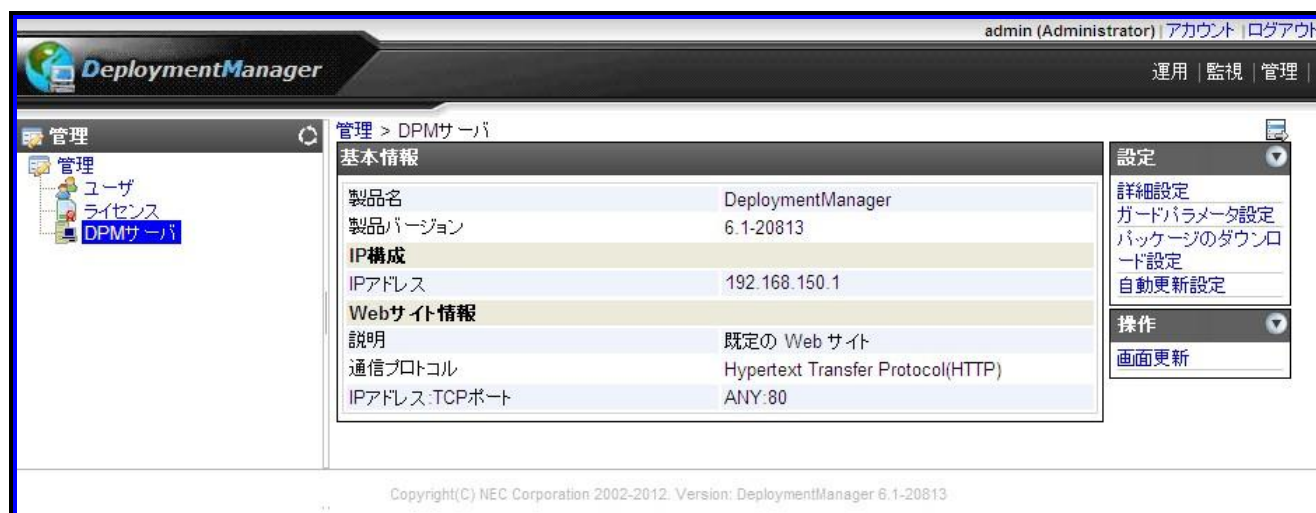 admin (Administrator) | アカウント | ログアウト
DeploymentManager
運用 | 監視 | 管理 |
管理
管理
ユーザ
ライセンス
DPMサーバ
管理 > DPMサーバ
基本情報
製品名 DeploymentManager
製品バージョン 6.1-20813
IP構成
IPアドレス 192.168.150.1
Webサイト情報
説明 既定の Web サイト
通信プロトコル Hypertext Transfer Protocol(HTTP)
IPアドレス:TCPポート ANY:80
設定
詳細設定
ガードパラメータ設定
パッケージのダウンロ
ード設定
自動更新設定
操作
画面更新
Copyright(C) NEC Corporation 2002-2012. Version: DeploymentManager 6.1-20813